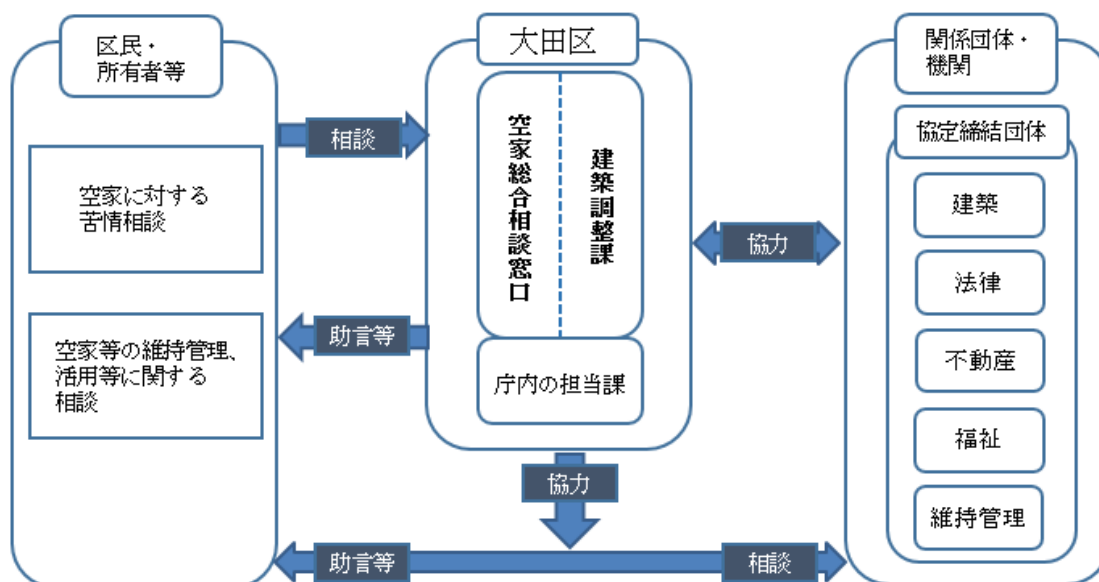 区民・
所有者等
空家に対する
苦情相談
空家等の維持管理、
活用等に関する
相談
相談
助言等
大田区
空家総合相談窓口
建築調整課
庁内の担当課
協力
協力
助言等
相談
関係団体・
機関
協定締結団体
建築
法律
不動産
福祉
維持管理